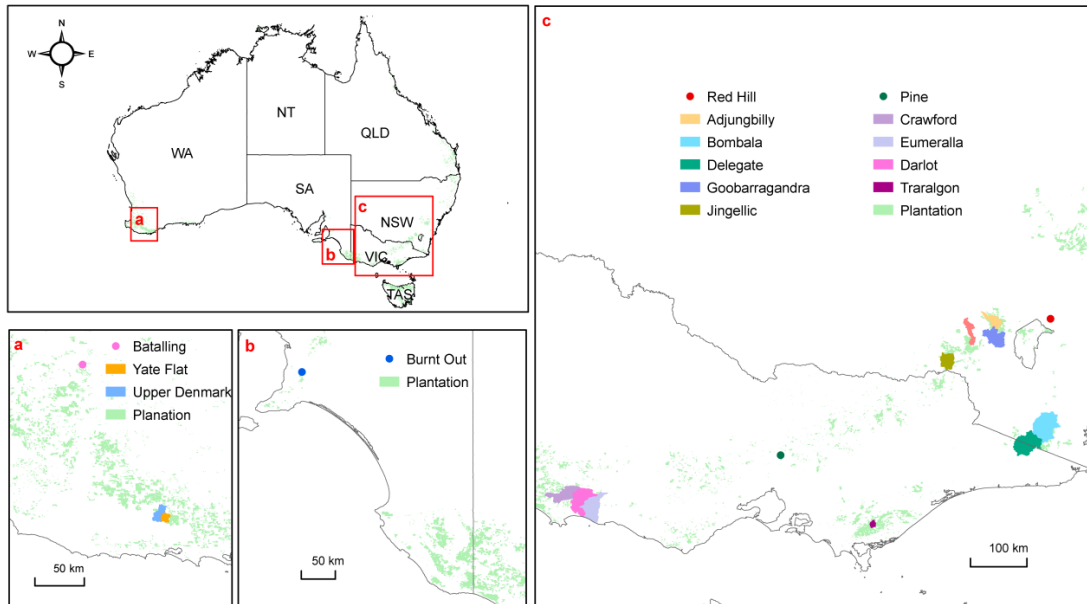 N
W E
S
NT
QLD
WA
SA
a
c
NSW
b
VIC
TAS
a
Batalling
Yate Flat
Upper Denmark
Planation
50 km
b
Burnt Out
Plantation
50 km
c
Red Hill
Adjungbilly
Bombala
Delegate
Goobarragandra
Jingellic
Pine
Crawford
Eumeralla
Darlot
Traralgon
Plantation
100 km